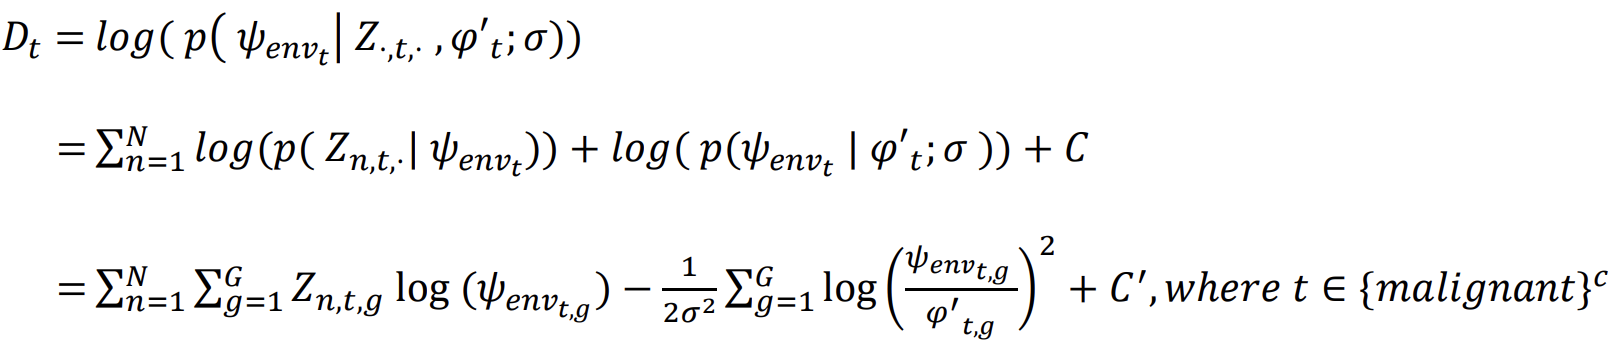 D_t = log( p( ψ_{env_t} | Z_{·,t,·} , φ′_t; σ))
= ∑_{n=1}^{N} log(p( Z_{n,t,·} | ψ_{env_t})) + log( p(ψ_{env_t} | φ′_t; σ )) + C
= ∑_{n=1}^{N} ∑_{g=1}^{G} Z_{n,t,g} log (ψ_{env_{t,g}}) − \frac{1}{2σ^2} ∑_{g=1}^{G} log \left( \frac{ψ_{env_{t,g}}}{φ′_{t,g}} \right)^2 + C′, where t ∈ {malignant}^c